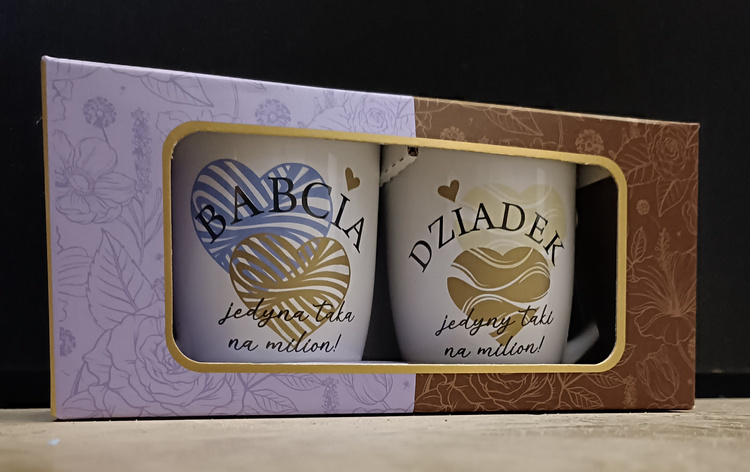 BABCIA
jedyna taka
na milion!
DZIADEK
jedyny taki
na milion!